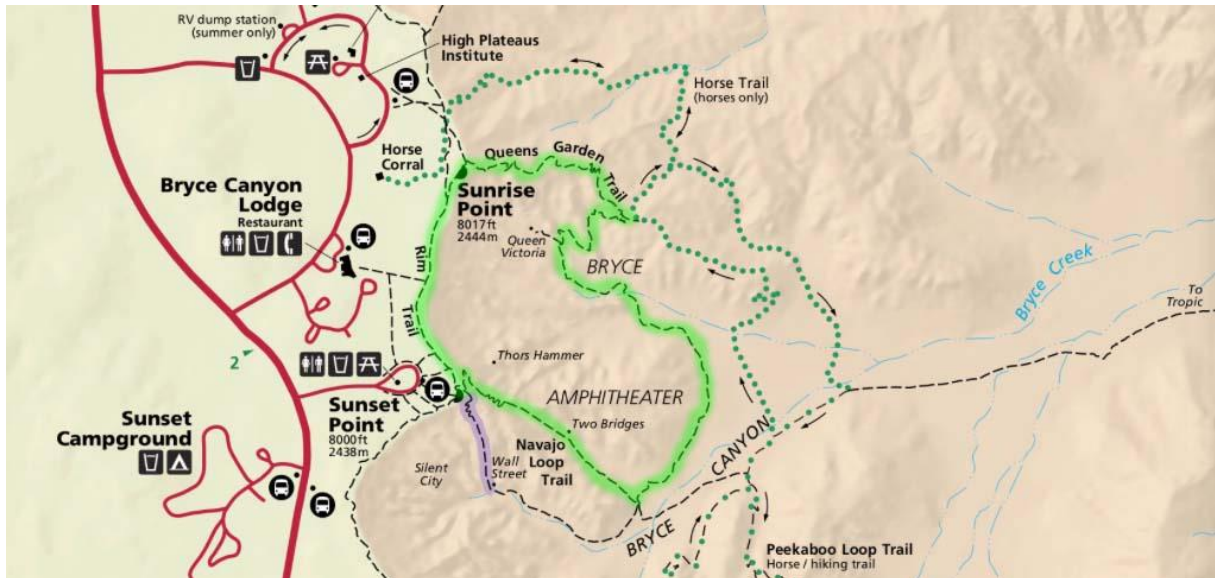 RV dump station
(summer only)
High Plateaus
Institute
Horse Trail
(horses only)
Horse
Corral
Queens Garden Trail
Bryce Canyon
Lodge
Restaurant
Sunrise
Point
8017ft
2444m
Queen
Victoria
Rim Trail
BRYCE
AMPHITHEATER
Bryce Creek
To
Tropic
2
Thors Hammer
Two Bridges
Sunset
Point
8000ft
2438m
Sunset
Campground
Navajo
Loop
Trail
Wall
Street
Silent
City
BRYCE CANYON
Peekaboo Loop Trail
Horse / hiking trail